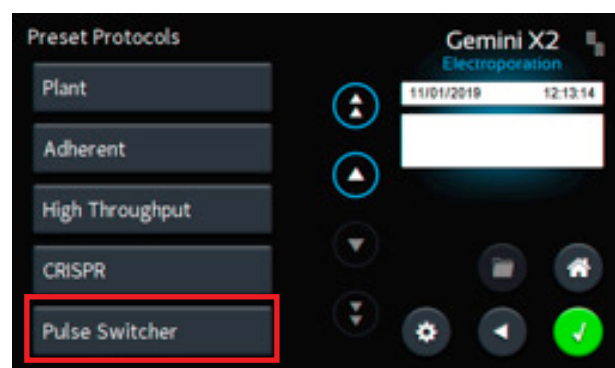 Preset Protocols
Plant
Adherent
High Throughput
CRISPR
Pulse Switcher
Gemini X2
Electroporation
11/01/2019 12:13:14